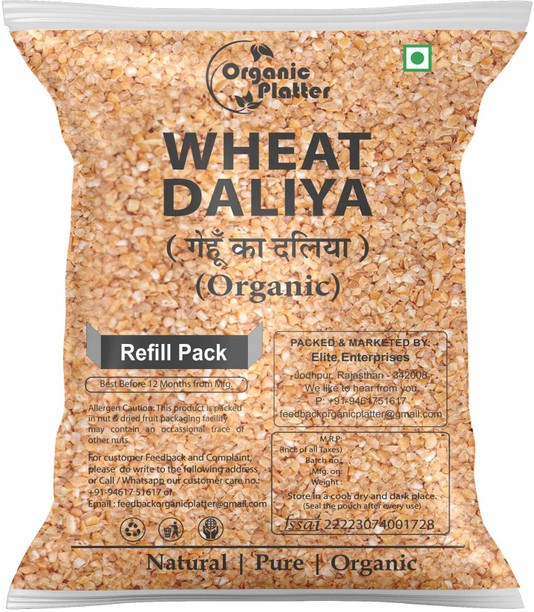 Organic
Platter
WHEAT
DALIYA
( गेहूँ का दलिया )
(Organic)
Refill Pack
Best Before 12 Months from Mfg.
Allergen Caution: This product is packed
in nut & dried fruit packaging facility
may contain an occassional trace of
other nuts.
For customer Feedback and Complaint,
please do write to the following address
or Call / Whatsapp our customer care no.:
+91-94617 51617 or
Email : feedbackorganicplatter@gmail.com
PACKED & MARKETED BY:
Elite Enterprises
Jodhpur, Rajasthan - 342008
We like to hear from you.
P: +91-9461751617
feedbackorganicplatter@gmail.com
M.R.P:
(Incl. of all Taxes)
Batch no.:
Mfg. on:
Weight:
Store in a cook dry and dark place.
(Seal the pouch after every use)
fssai 22223074001728
Natural | Pure | Organic